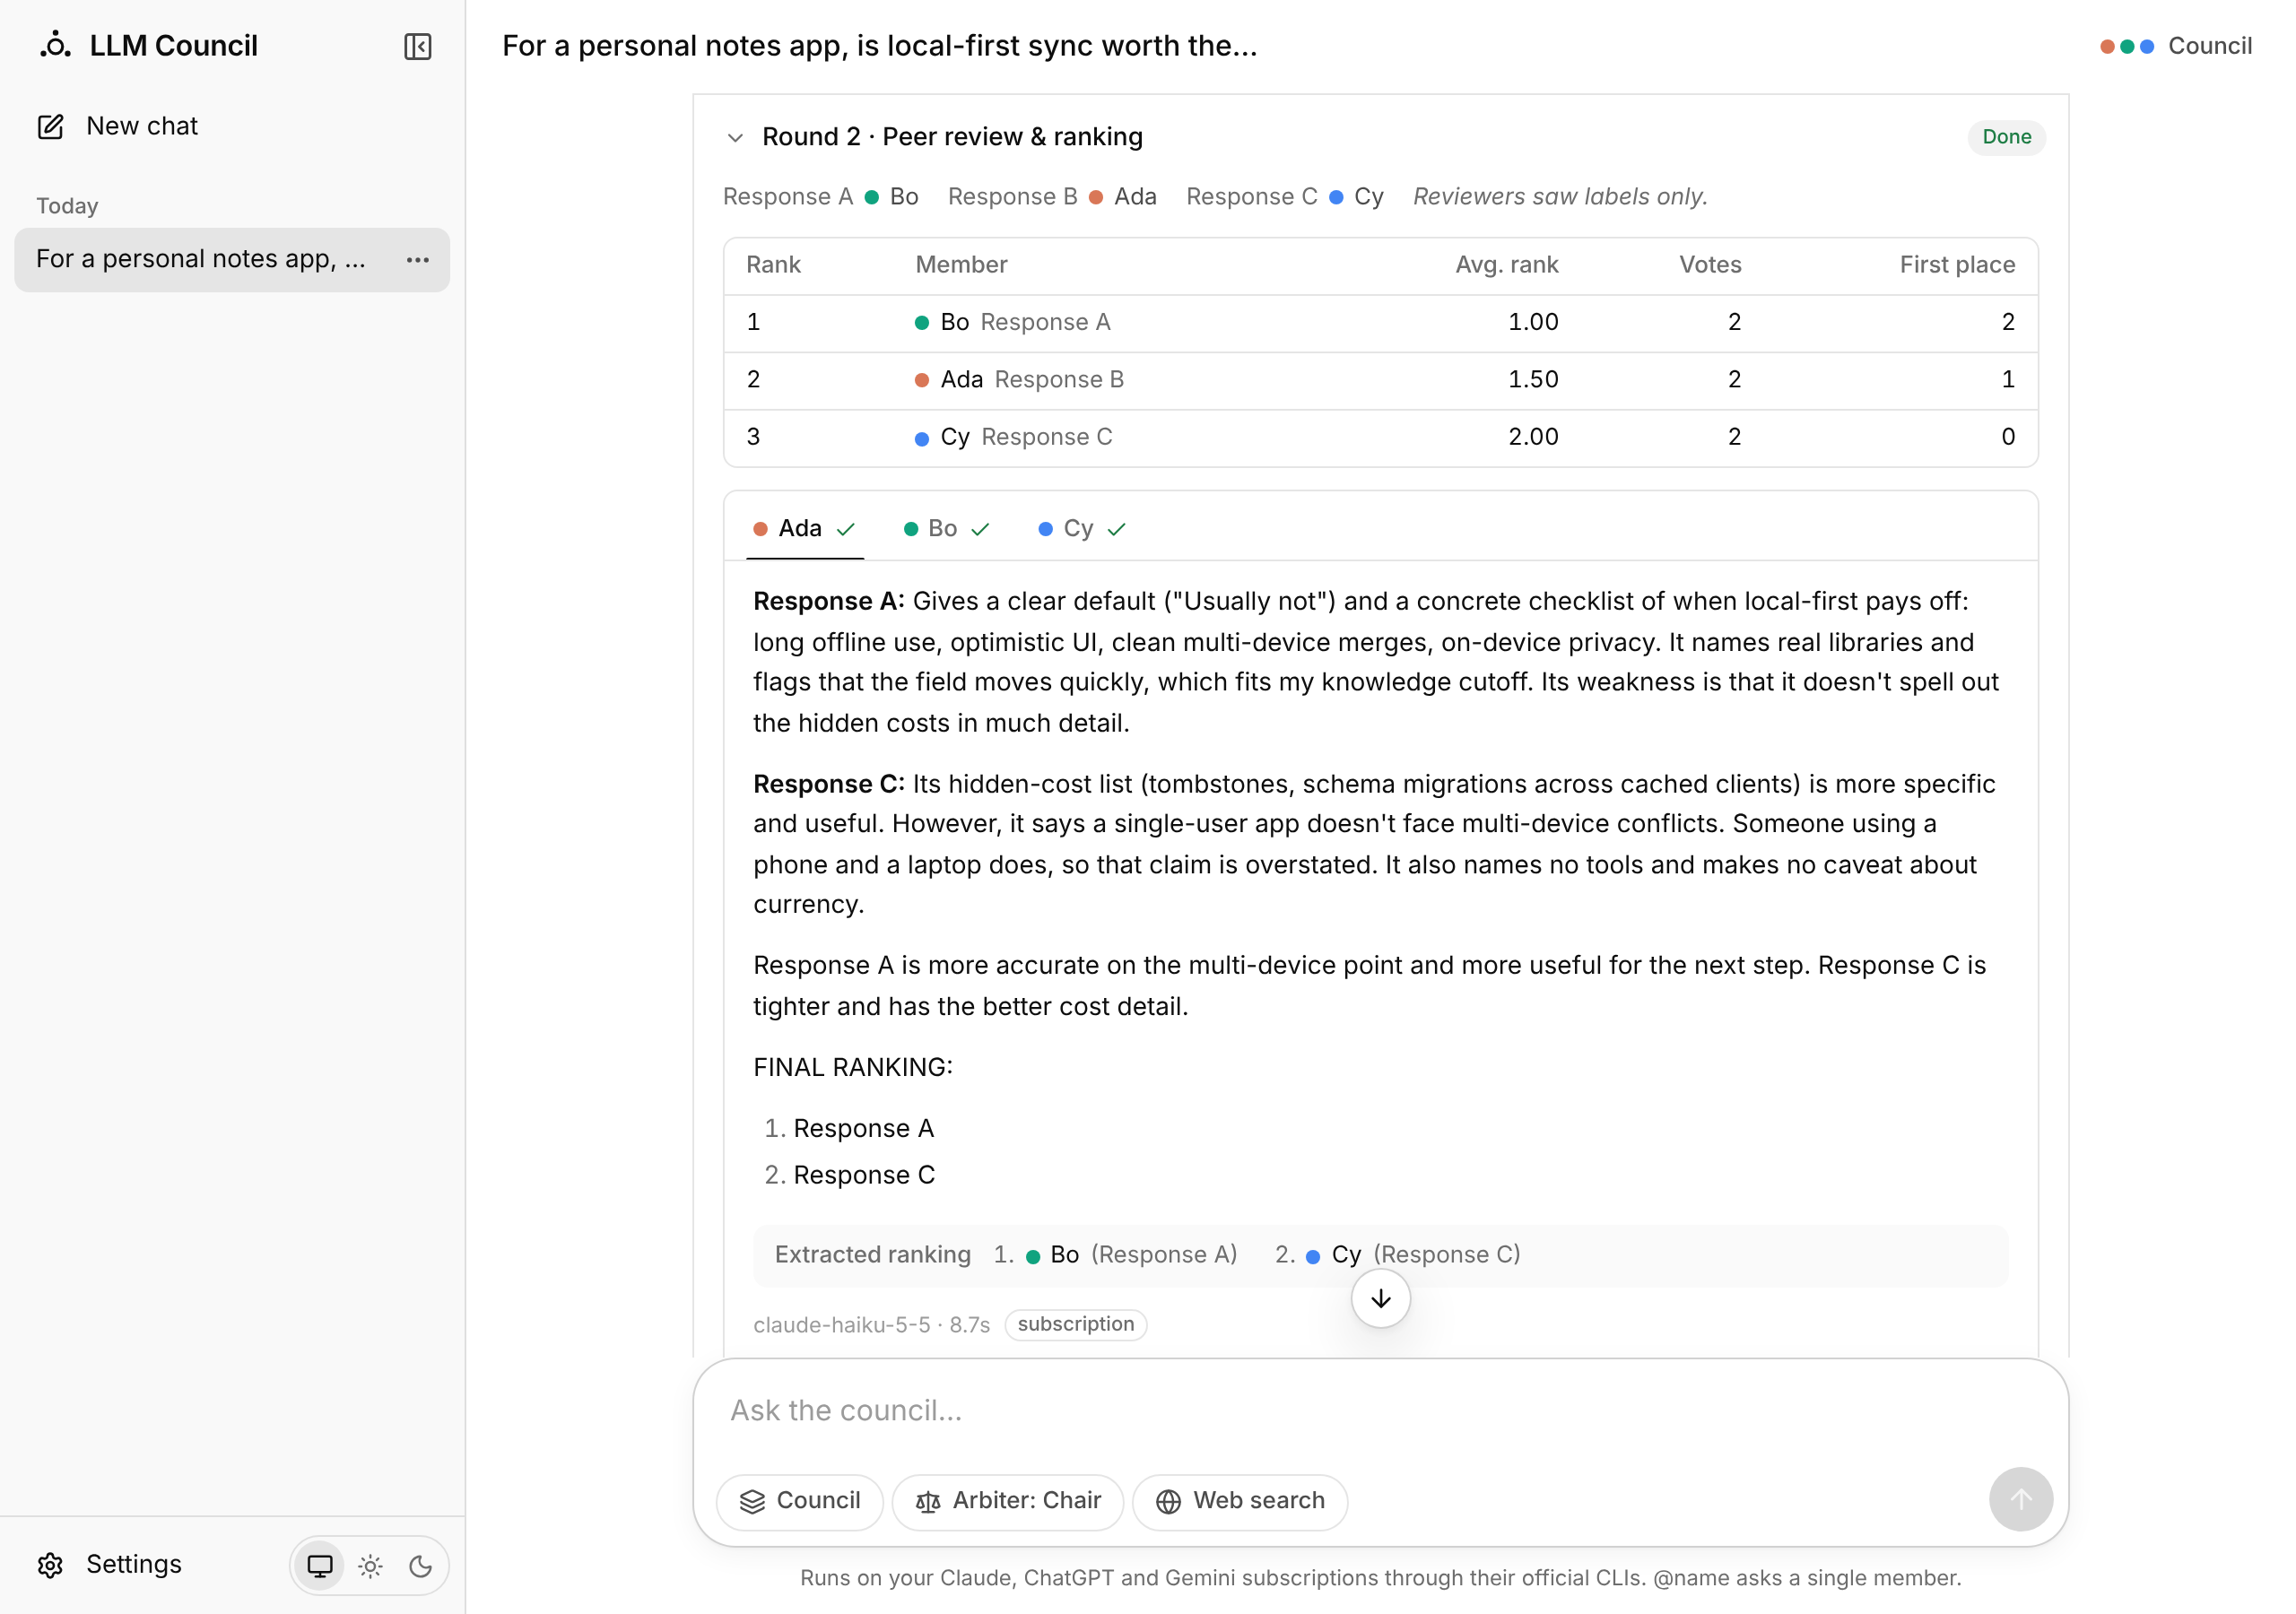 LLM Council
New chat
Today
For a personal notes app, ...
Settings
For a personal notes app, is local-first sync worth the...
Council
Round 2 · Peer review & ranking
Done
Response A Bo Response B Ada Response C Cy Reviewers saw labels only.
Rank Member Avg. rank Votes First place
1 Bo Response A 1.00 2 2
2 Ada Response B 1.50 2 1
3 Cy Response C 2.00 2 0
Ada Bo Cy
Response A: Gives a clear default ("Usually not") and a concrete checklist of when local-first pays off:
long offline use, optimistic UI, clean multi-device merges, on-device privacy. It names real libraries and
flags that the field moves quickly, which fits my knowledge cutoff. Its weakness is that it doesn't spell out
the hidden costs in much detail.
Response C: Its hidden-cost list (tombstones, schema migrations across cached clients) is more specific
and useful. However, it says a single-user app doesn't face multi-device conflicts. Someone using a
phone and a laptop does, so that claim is overstated. It also names no tools and makes no caveat about
currency.
Response A is more accurate on the multi-device point and more useful for the next step. Response C is
tighter and has the better cost detail.
FINAL RANKING:
1. Response A
2. Response C
Extracted ranking 1. Bo (Response A) 2. Cy (Response C)
claude-haiku-5-5 · 8.7s subscription
Ask the council...
Council Arbiter: Chair Web search
Runs on your Claude, ChatGPT and Gemini subscriptions through their official CLIs. @name asks a single member.